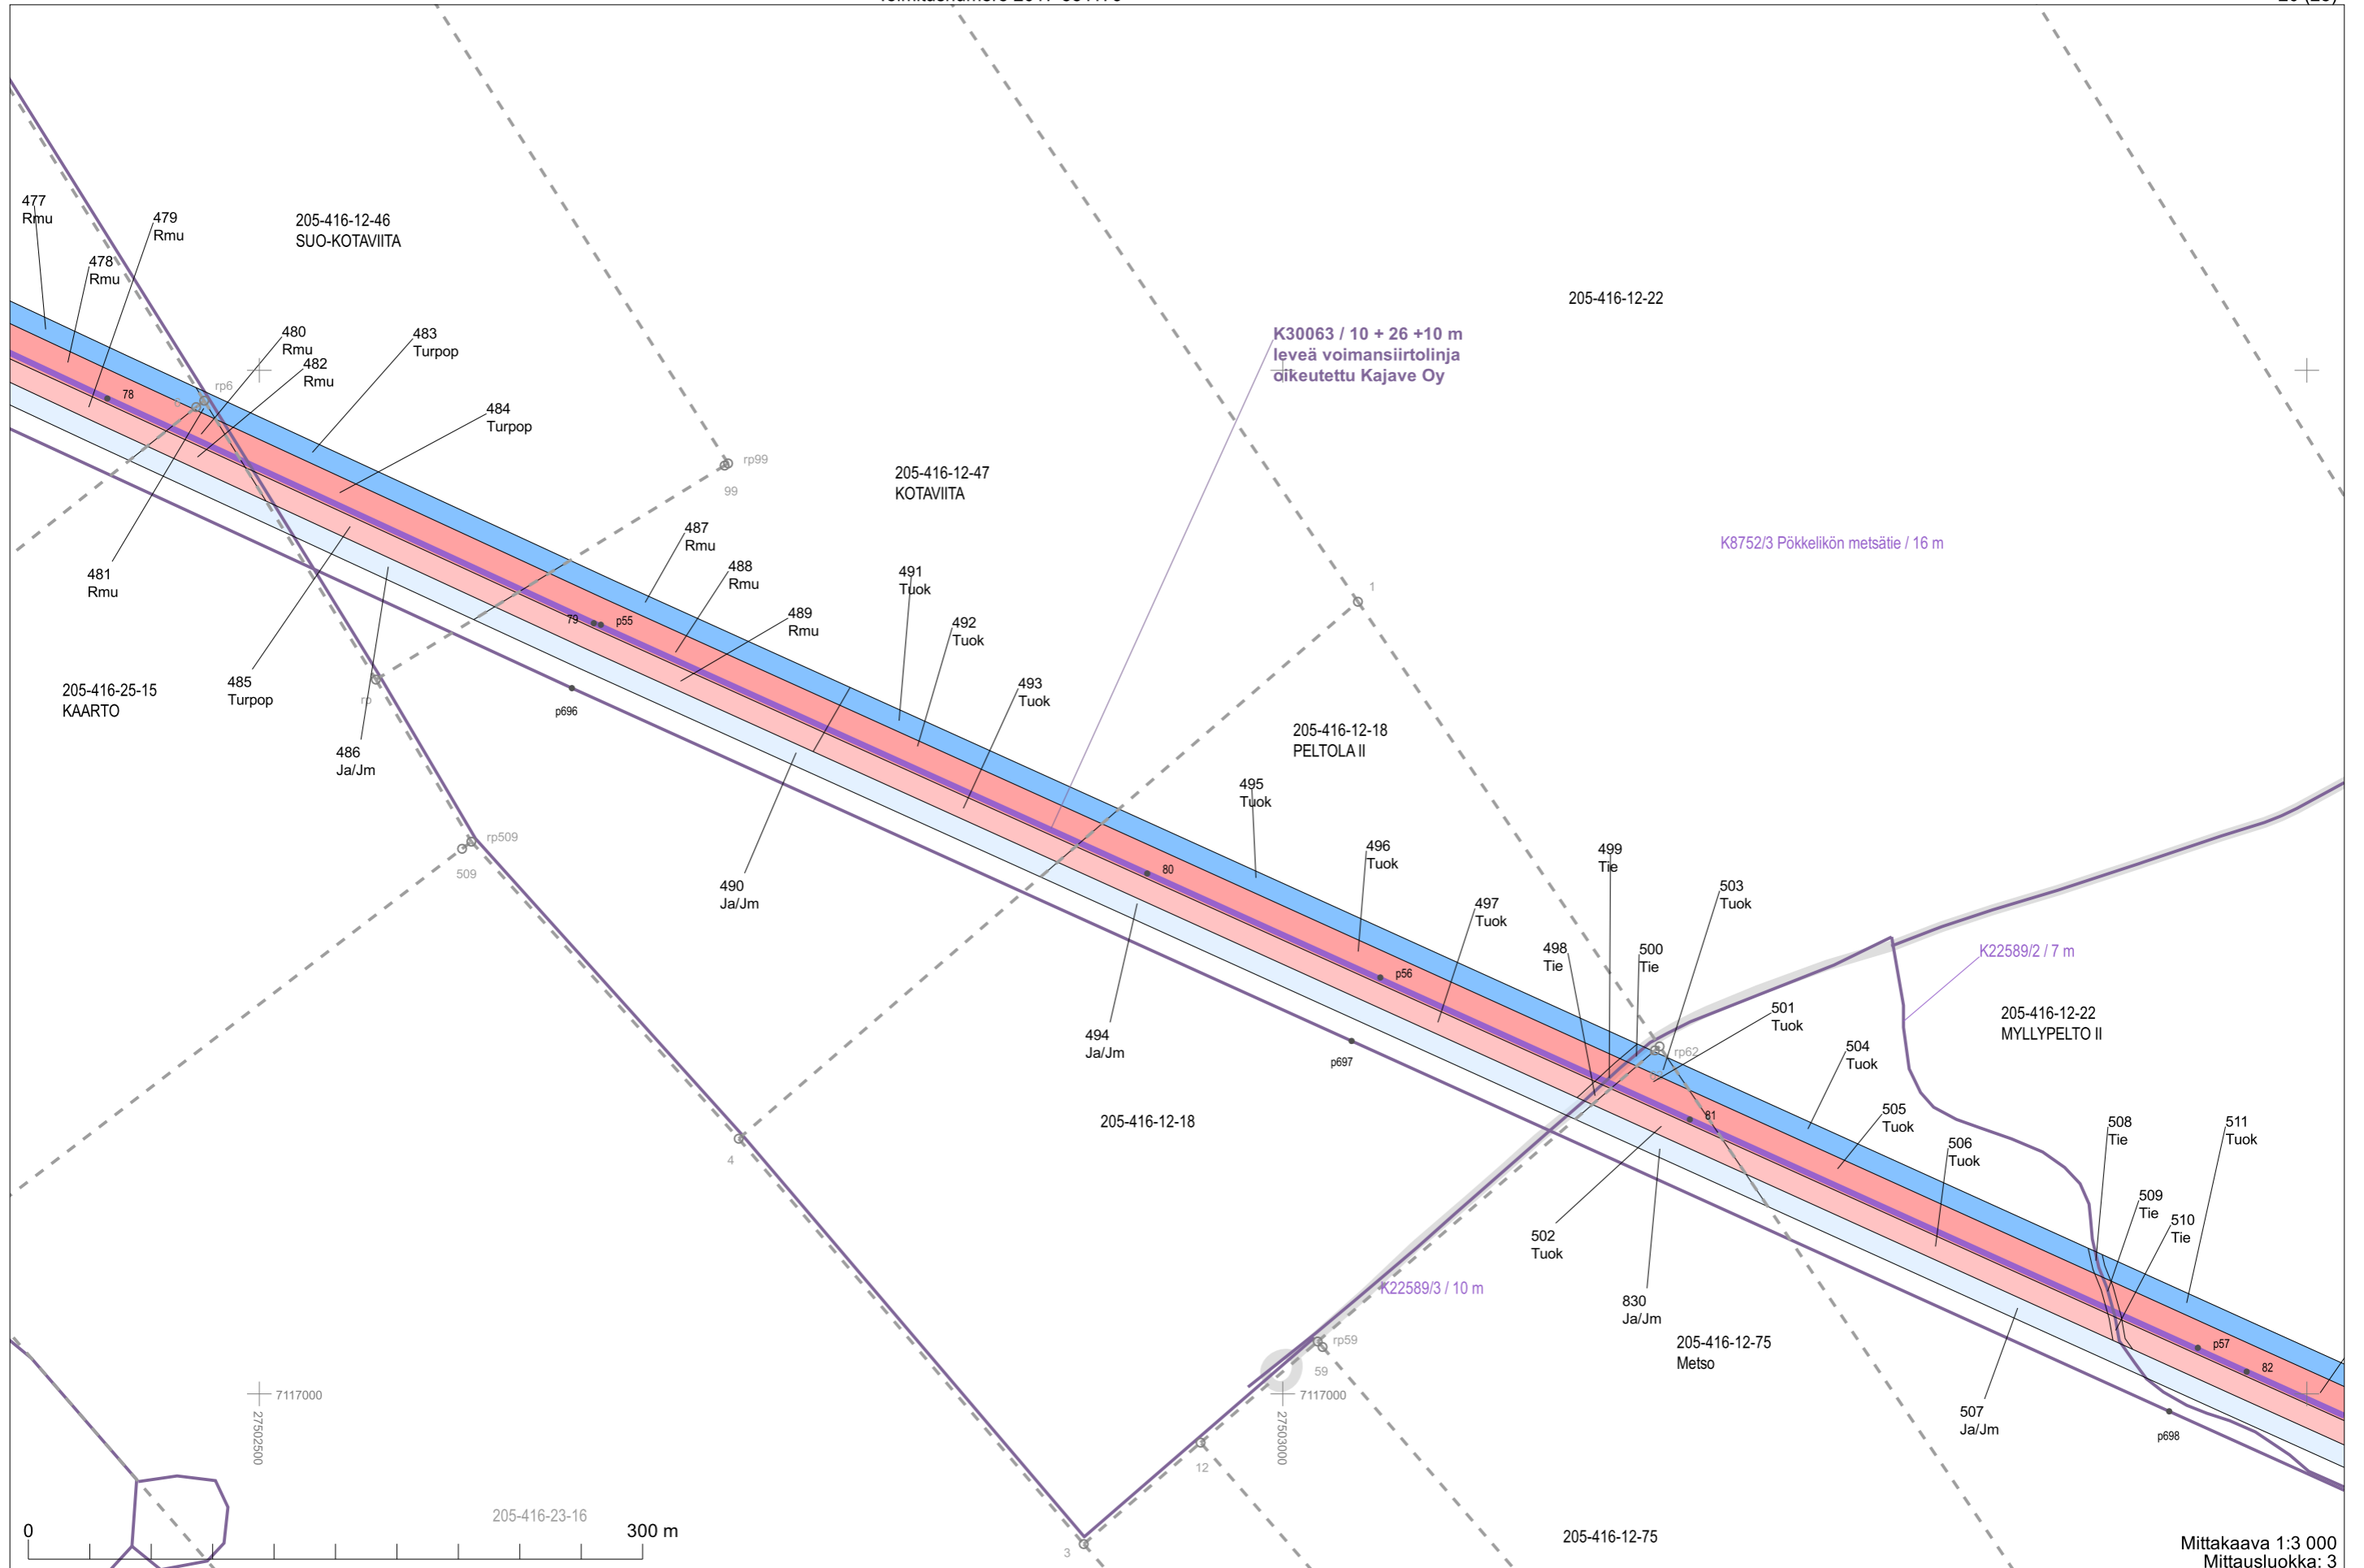 477
Rmu
479
Rmu
205-416-12-46
SUO-KOTAVIITA
478
Rmu
205-416-12-22
480
Rmu
483
Turpop
K30063 / 10 + 26 +10 m
leveä voimansiirtolinja
oikeutettu Kajave Oy
482
Rmu
rp6
78
484
Turpop
rp99
99
205-416-12-47
KOTAVIITA
487
Rmu
K8752/3 Pökkelikön metsätie / 16 m
481
Rmu
488
Rmu
491
Tuok
1
489
Rmu
79
p55
492
Tuok
205-416-25-15
KAARTO
485
Turpop
rp
493
Tuok
p696
205-416-12-18
PELTOLA II
486
Ja/Jm
495
Tuok
rp509
509
496
Tuok
499
Tie
80
490
Ja/Jm
503
Tuok
497
Tuok
498
Tie
500
Tie
K22589/2 / 7 m
p56
501
Tuok
205-416-12-22
MYLLYPELTO II
494
Ja/Jm
p697
rp62
504
Tuok
205-416-12-18
81
505
Tuok
508
Tie
511
Tuok
4
506
Tuok
509
Tie
510
Tie
502
Tuok
K22589/3 / 10 m
830
Ja/Jm
205-416-12-75
Metso
rp59
59
p57
82
7117000
27502500
7117000
27503000
507
Ja/Jm
p698
12
205-416-23-16
0
300 m
3
205-416-12-75
Mittakaava 1:3 000
Mittausluokka: 3